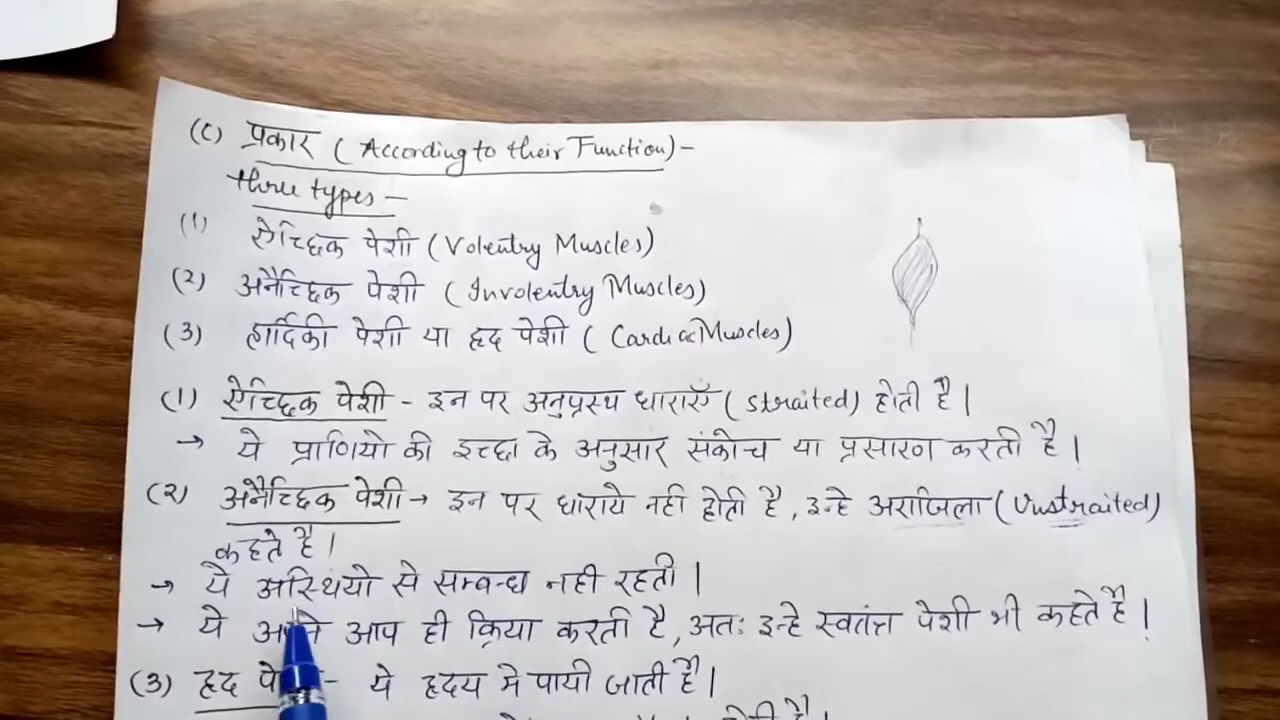 (C) प्रकार ( According to their Function) -
three types -
(1) ऐच्छिक पेशी (Volentry Muscles)
(2) अनैच्छिक पेशी ( Involentry Muscles)
(3) हार्दिकी पेशी या हृद पेशी ( Cardiac Muscles)
(1) ऐच्छिक पेशी - इन पर अनुप्रस्थ धाराएँ ( Straited) होती है।
→ ये प्राणियो की इच्छा के अनुसार संकोच या प्रसारण करती है।
(२) अनैच्छिक पेशी → इन पर धाराये नही होती है, उन्हे अराजिला ( Unstraited)
कहते है।
→ ये अस्थियो से सम्बन्ध नही रहती।
→ ये अपने आप ही क्रिया करती है, अतः इन्हे स्वतंत्त पेशी भी कहते है।
(3) हृद - ये हृदय मे पायी जाती है।